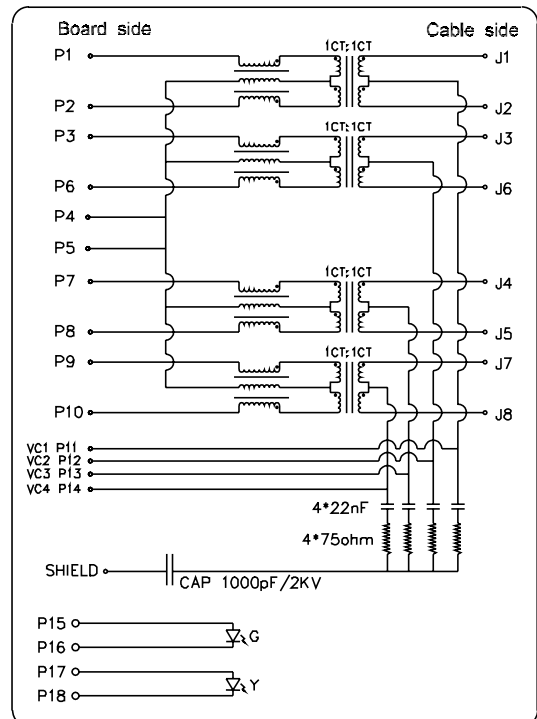 Board side Cable side
P1 1CT:1CT J1
P2 J2
P3 1CT:1CT J3
P6 J6
P4
P5
P7 1CT:1CT J4
P8 J5
P9 1CT:1CT J7
P10 J8
VC1 P11
VC2 P12
VC3 P13
VC4 P14
4*22nF
4*75ohm
SHIELD CAP 1000pF/2KV
P15
G
P16
P17
Y
P18